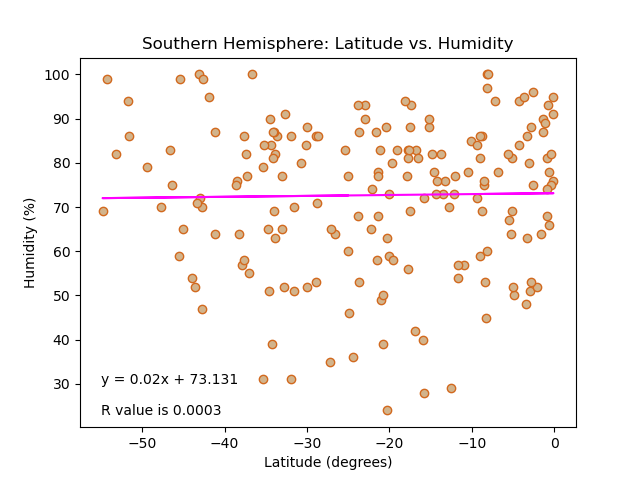 Southern Hemisphere: Latitude vs. Humidity
100
90
80
70
60
50
40
30
Humidity (%)
y = 0.02x + 73.131
R value is 0.0003
−50
−40
−30
−20
−10
0
Latitude (degrees)